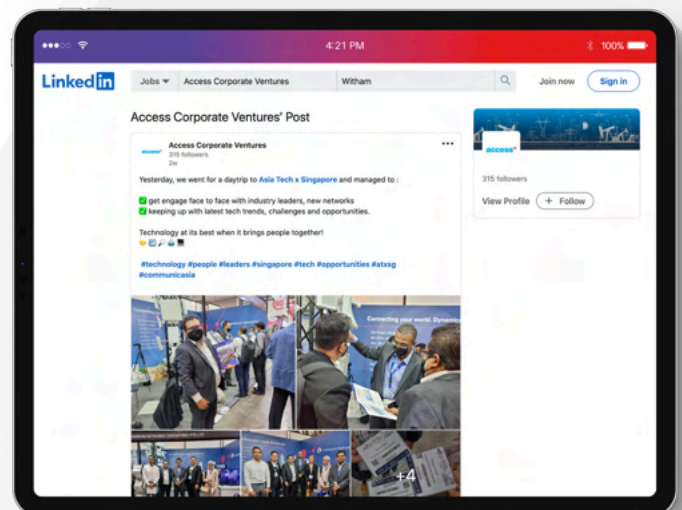 4:21 PM
100%
Linked in
Jobs
Access Corporate Ventures
Witham
Join now
Sign in
Access Corporate Ventures' Post
access
Access Corporate Ventures
315 followers
2w
Yesterday, we went for a daytrip to Asia Tech x Singapore and managed to :
✅ get engage face to face with industry leaders, new networks
✅ keeping up with latest tech trends, challenges and opportunities.
Technology at its best when it brings people together!
#technology #people #leaders #singapore #tech #opportunities #atxsg
#communicasia
access
315 followers
View Profile
+ Follow
Connecting your world. Dynamic
+4